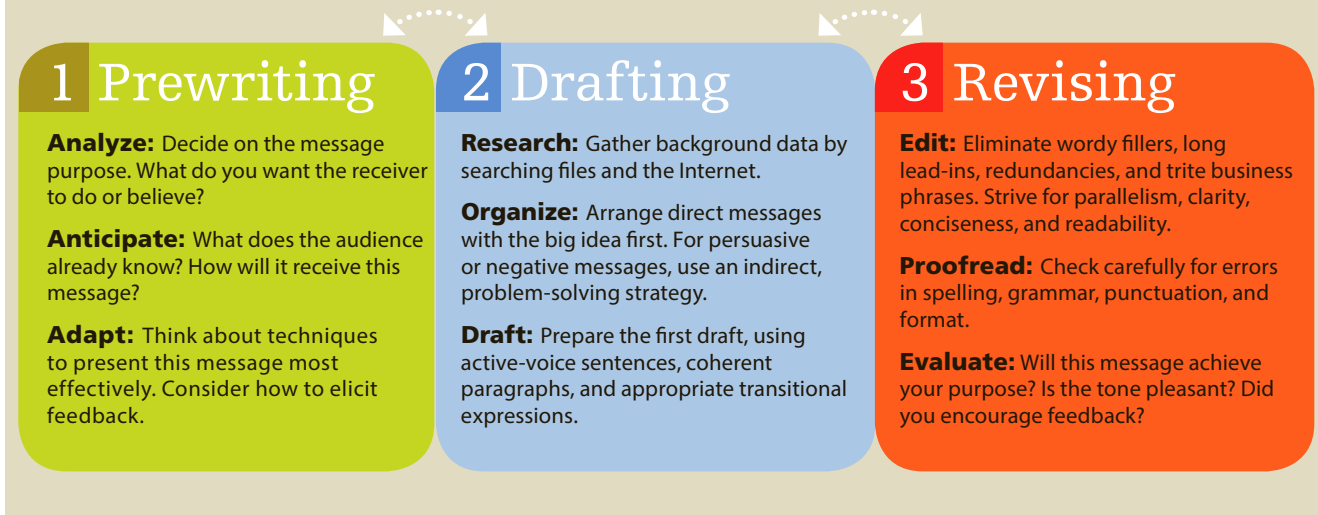 1 Prewriting
Analyze: Decide on the message
purpose. What do you want the receiver
to do or believe?
Anticipate: What does the audience
already know? How will it receive this
message?
Adapt: Think about techniques
to present this message most
effectively. Consider how to elicit
feedback.
2 Drafting
Research: Gather background data by
searching files and the Internet.
Organize: Arrange direct messages
with the big idea first. For persuasive
or negative messages, use an indirect,
problem-solving strategy.
Draft: Prepare the first draft, using
active-voice sentences, coherent
paragraphs, and appropriate transitional
expressions.
3 Revising
Edit: Eliminate wordy fillers, long
lead-ins, redundancies, and trite business
phrases. Strive for parallelism, clarity,
conciseness, and readability.
Proofread: Check carefully for errors
in spelling, grammar, punctuation, and
format.
Evaluate: Will this message achieve
your purpose? Is the tone pleasant? Did
you encourage feedback?